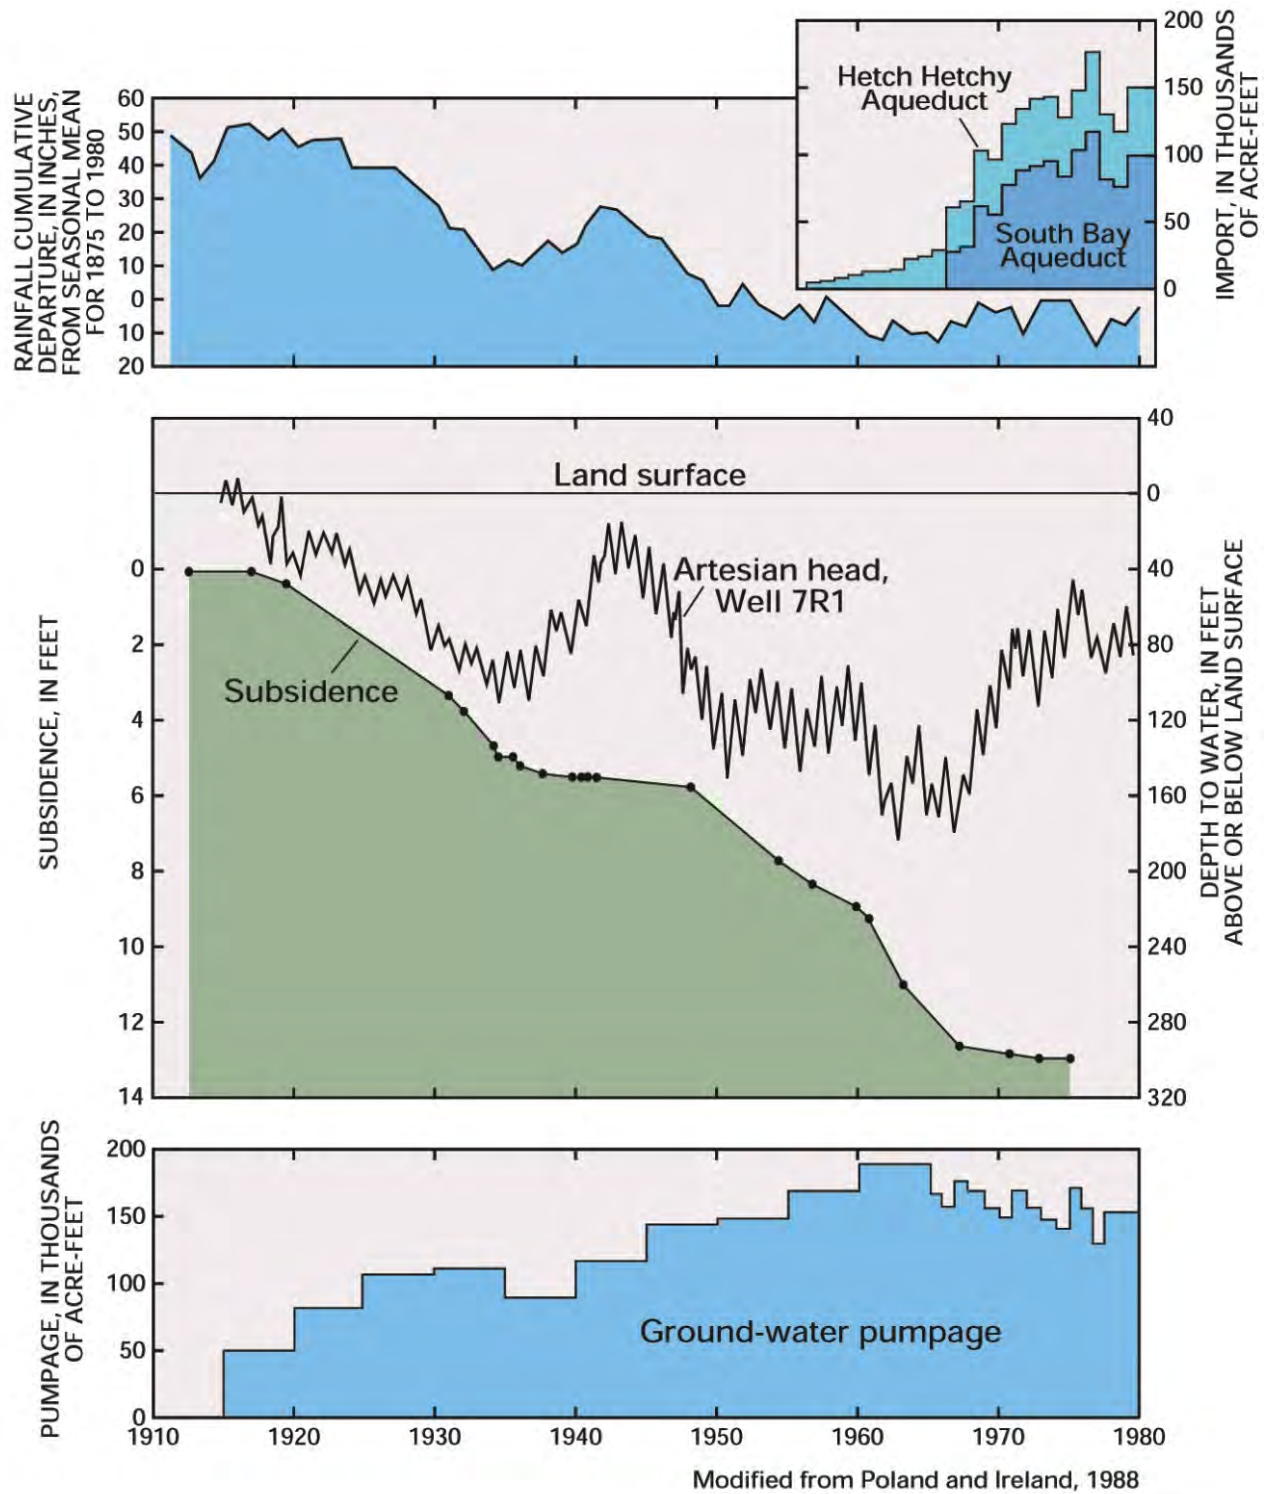 RAINFALL CUMULATIVE
DEPARTURE, IN INCHES,
FROM SEASONAL MEAN
FOR 1875 TO 1980
60
50
40
30
20
10
0
10
20
Hetch Hetchy
Aqueduct
South Bay
Aqueduct
200
150
100
50
0
IMPORT, IN THOUSANDS
OF ACRE-FEET
SUBSIDENCE, IN FEET
0
2
4
6
8
10
12
14
Land surface
Artesian head,
Well 7R1
Subsidence
40
0
40
80
120
160
200
240
280
320
DEPTH TO WATER, IN FEET
ABOVE OR BELOW LAND SURFACE
PUMPAGE, IN THOUSANDS
OF ACRE-FEET
200
150
100
50
0
Ground-water pumpage
1910 1920 1930 1940 1950 1960 1970 1980
Modified from Poland and Ireland, 1988